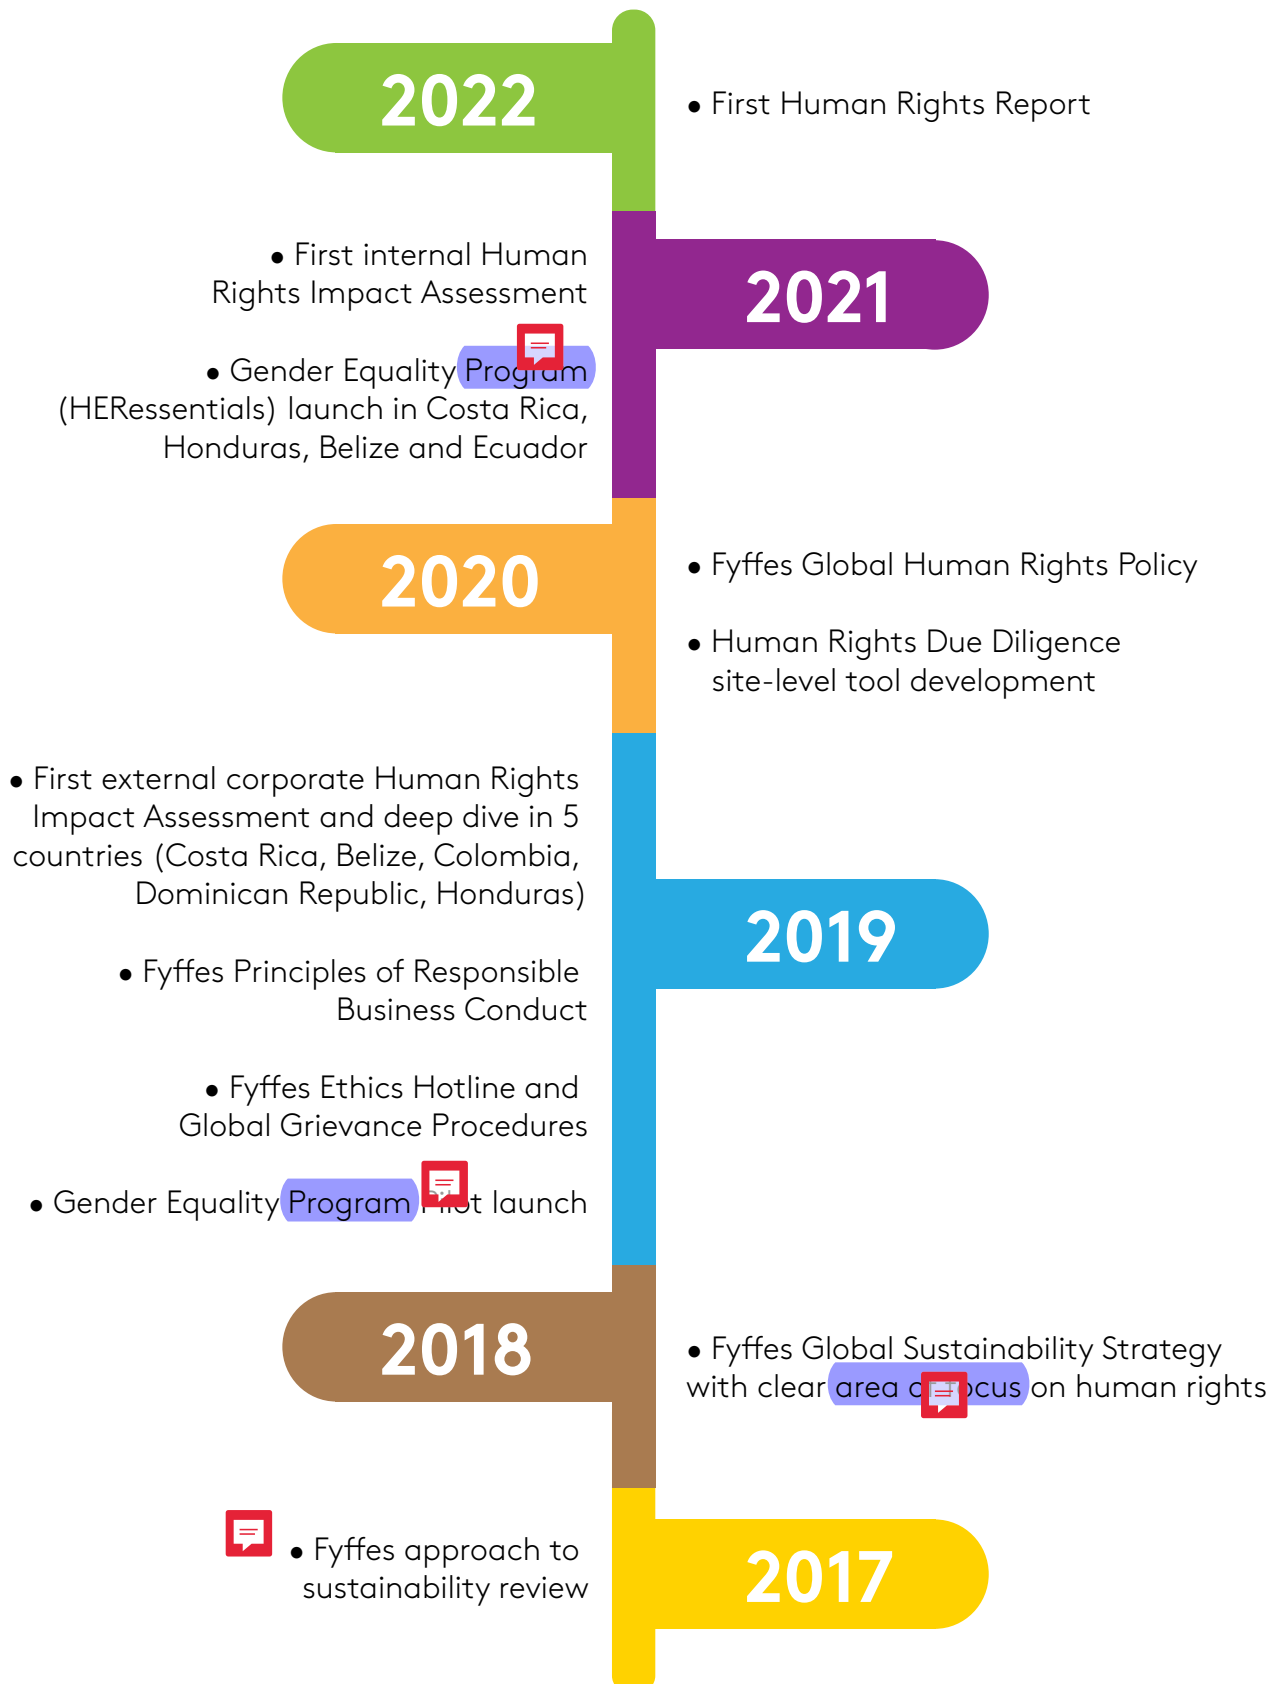 2022
• First Human Rights Report
• First internal Human
Rights Impact Assessment
• Gender Equality Program
(HERessentials) launch in Costa Rica,
Honduras, Belize and Ecuador
2021
2020
• Fyffes Global Human Rights Policy
• Human Rights Due Diligence
site-level tool development
• First external corporate Human Rights
Impact Assessment and deep dive in 5
countries (Costa Rica, Belize, Colombia,
Dominican Republic, Honduras)
• Fyffes Principles of Responsible
Business Conduct
• Fyffes Ethics Hotline and
Global Grievance Procedures
• Gender Equality Program Pilot launch
2019
2018
• Fyffes Global Sustainability Strategy
with clear area of focus on human rights
• Fyffes approach to
sustainability review
2017